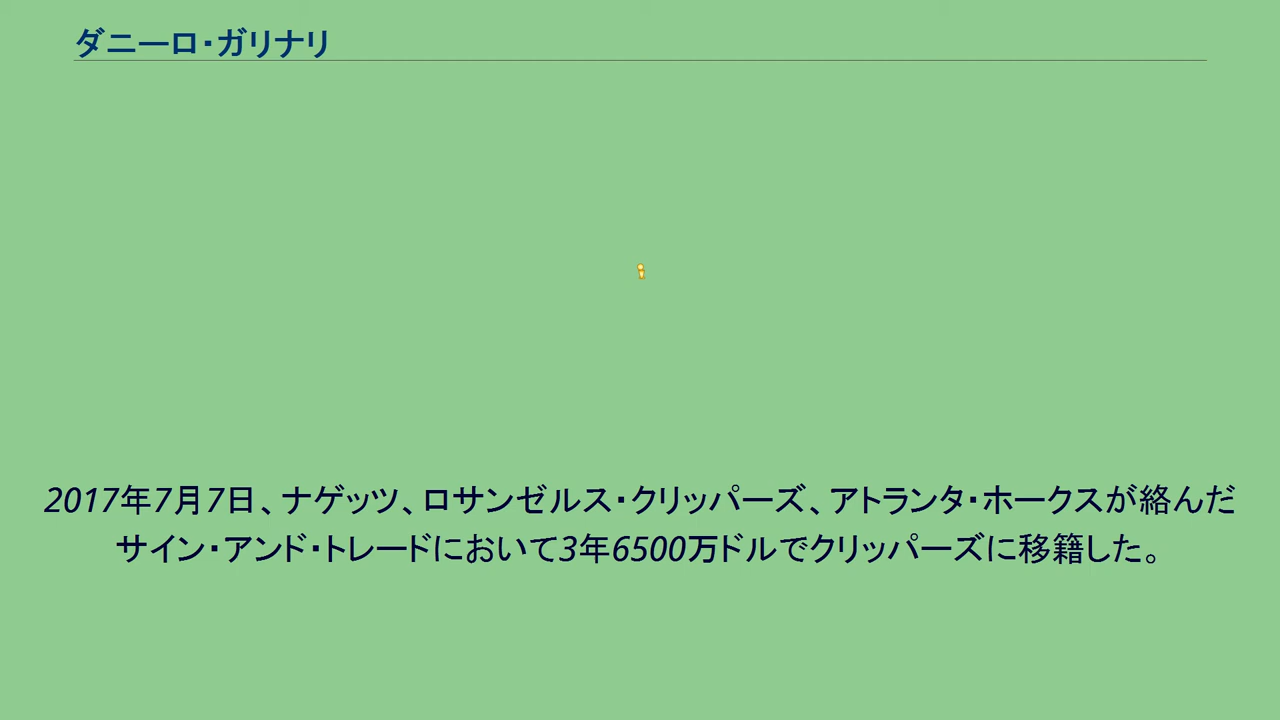 ダニーロ・ガリナリ
2017年7月7日、ナゲッツ、ロサンゼルス・クリッパーズ、アトランタ・ホークスが絡んだ
サイン・アンド・トレードにおいて3年6500万ドルでクリッパーズに移籍した。